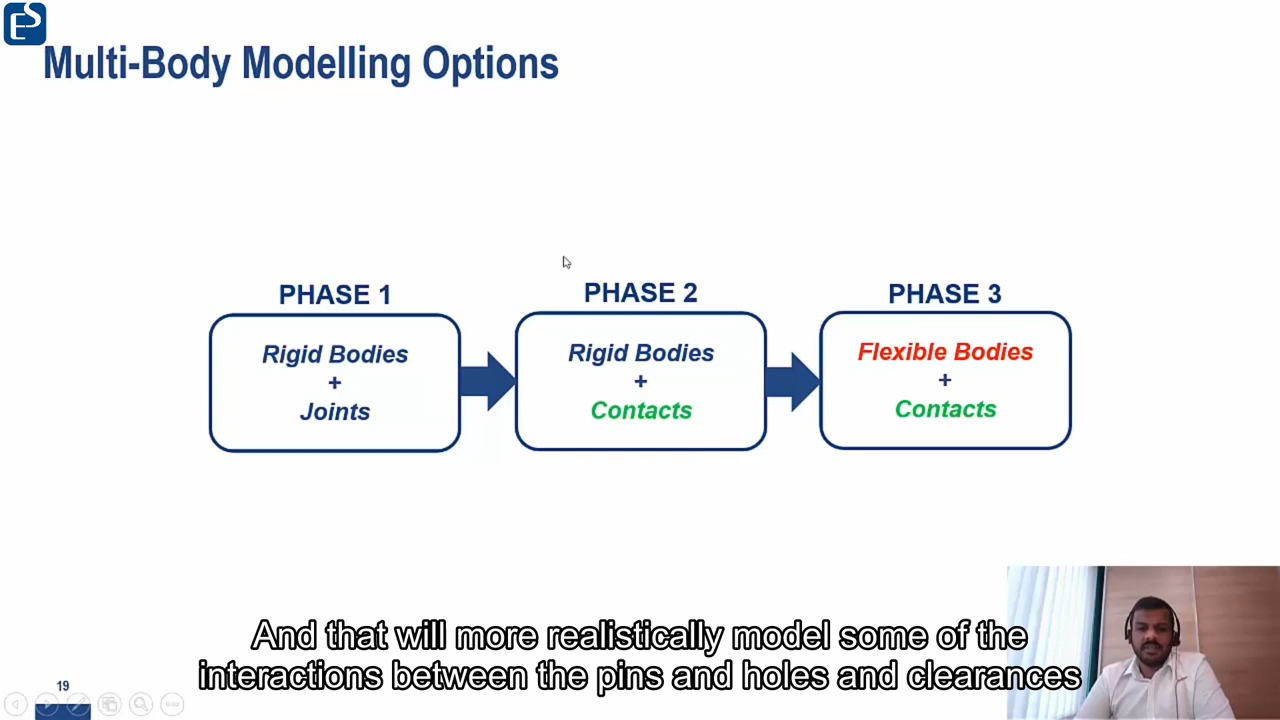 ES
Multi-Body Modelling Options
PHASE 1
Rigid Bodies
+
Joints
PHASE 2
Rigid Bodies
+
Contacts
PHASE 3
Flexible Bodies
+
Contacts
And that will more realistically model some of the
interactions between the pins and holes and clearances
19